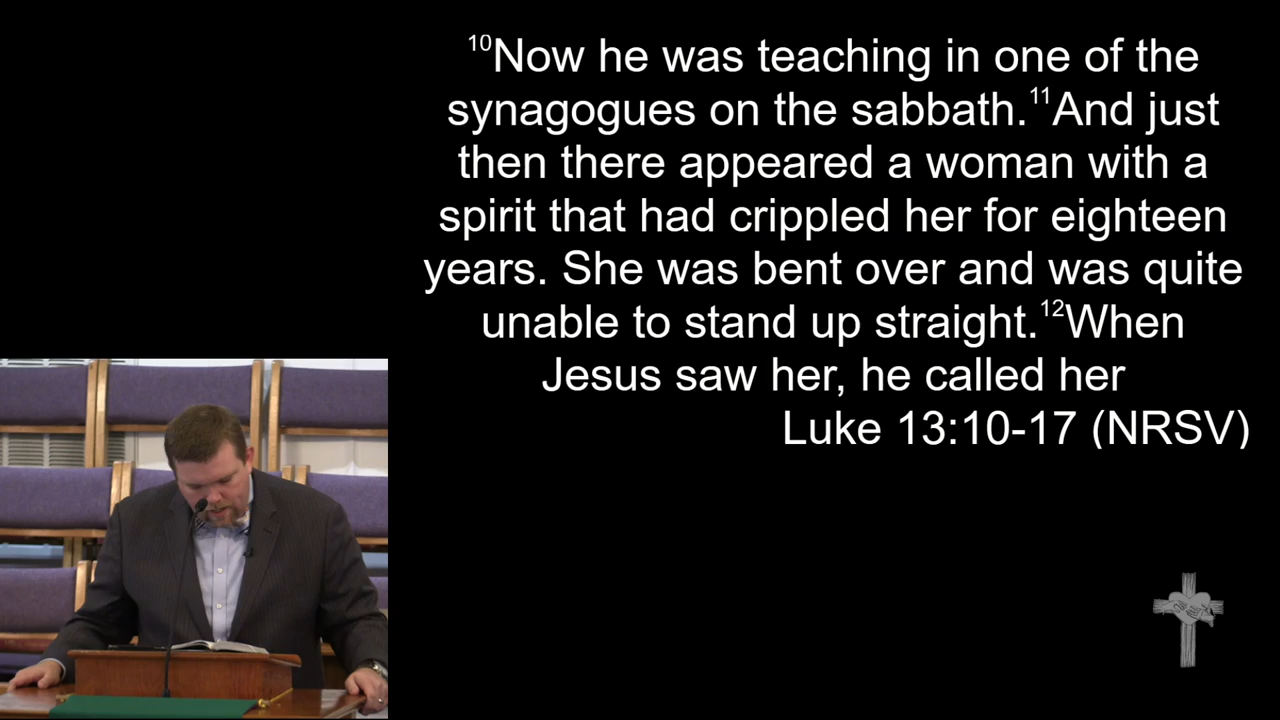 ¹⁰Now he was teaching in one of the
synagogues on the sabbath.¹¹And just
then there appeared a woman with a
spirit that had crippled her for eighteen
years. She was bent over and was quite
unable to stand up straight.¹²When
Jesus saw her, he called her
Luke 13:10-17 (NRSV)